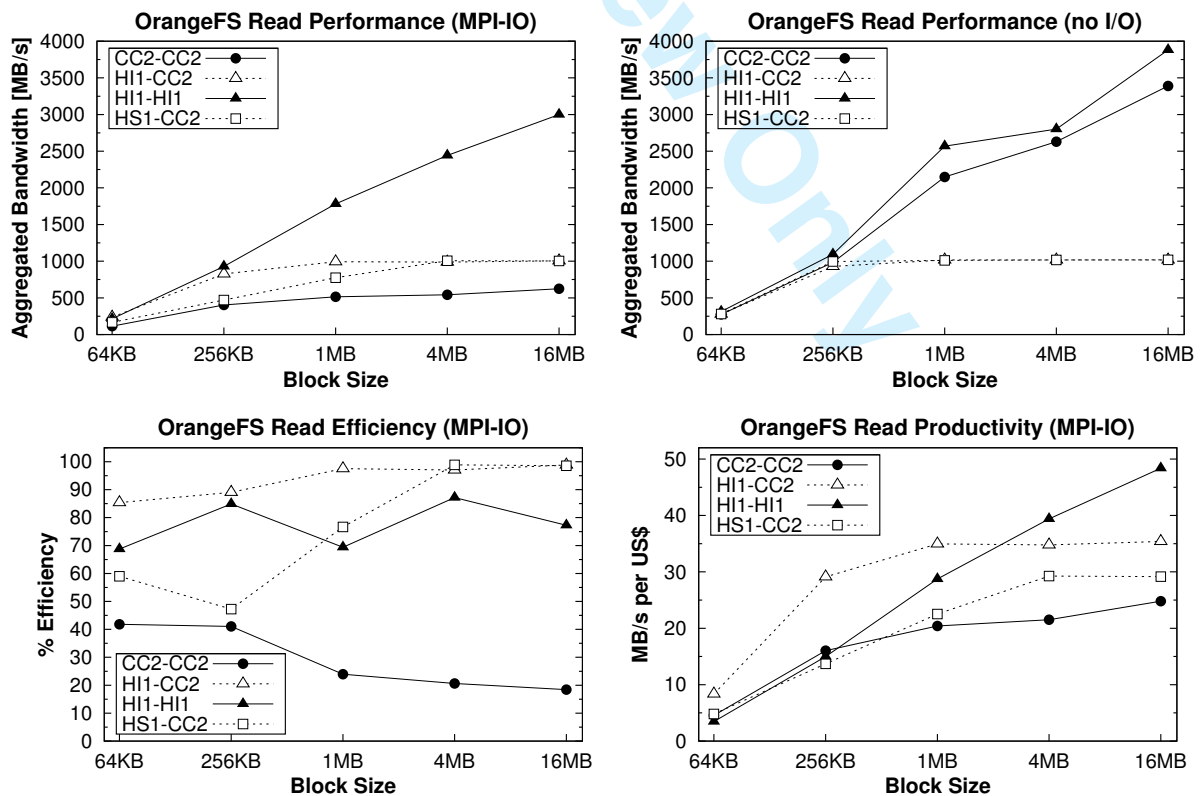 OrangeFS Read Performance (MPI-IO)
Aggregated Bandwidth [MB/s]
4000
3500
3000
2500
2000
1500
1000
500
0
CC2-CC2
HI1-CC2
HI1-HI1
HS1-CC2
64KB 256KB 1MB 4MB 16MB
Block Size
OrangeFS Read Performance (no I/O)
Aggregated Bandwidth [MB/s]
4000
3500
3000
2500
2000
1500
1000
500
0
CC2-CC2
HI1-CC2
HI1-HI1
HS1-CC2
64KB 256KB 1MB 4MB 16MB
Block Size
OrangeFS Read Efficiency (MPI-IO)
% Efficiency
100
90
80
70
60
50
40
30
20
10
0
CC2-CC2
HI1-CC2
HI1-HI1
HS1-CC2
64KB 256KB 1MB 4MB 16MB
Block Size
OrangeFS Read Productivity (MPI-IO)
MB/s per US$
50
40
30
20
10
0
CC2-CC2
HI1-CC2
HI1-HI1
HS1-CC2
64KB 256KB 1MB 4MB 16MB
Block Size
Only